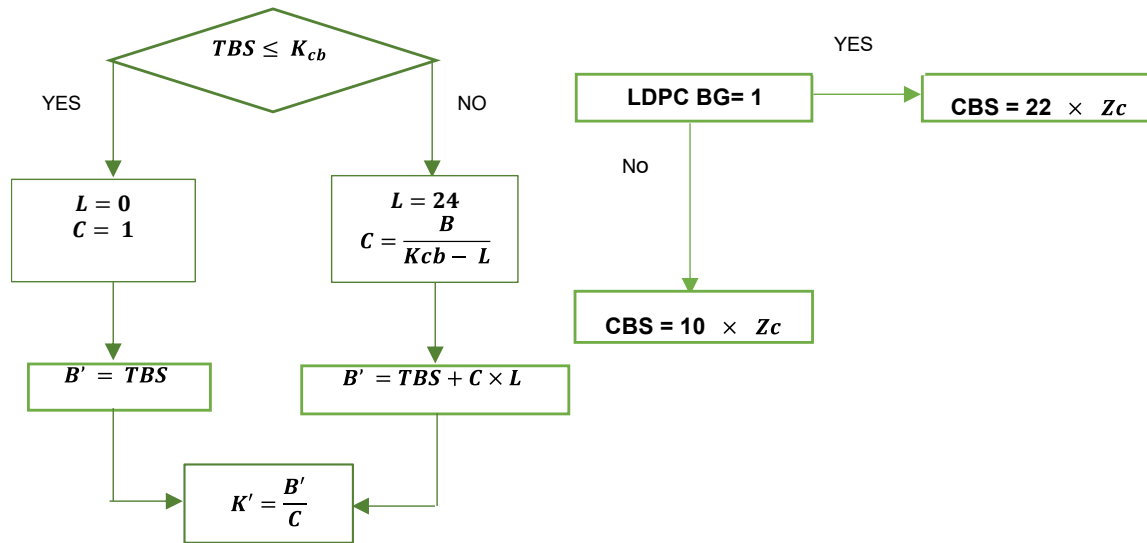 TBS ≤ K_cb
YES
NO
L = 0
C = 1
L = 24
C = B / (Kcb − L)
B' = TBS
B' = TBS + C × L
K' = B' / C
LDPC BG= 1
YES
CBS = 22 × Zc
No
CBS = 10 × Zc